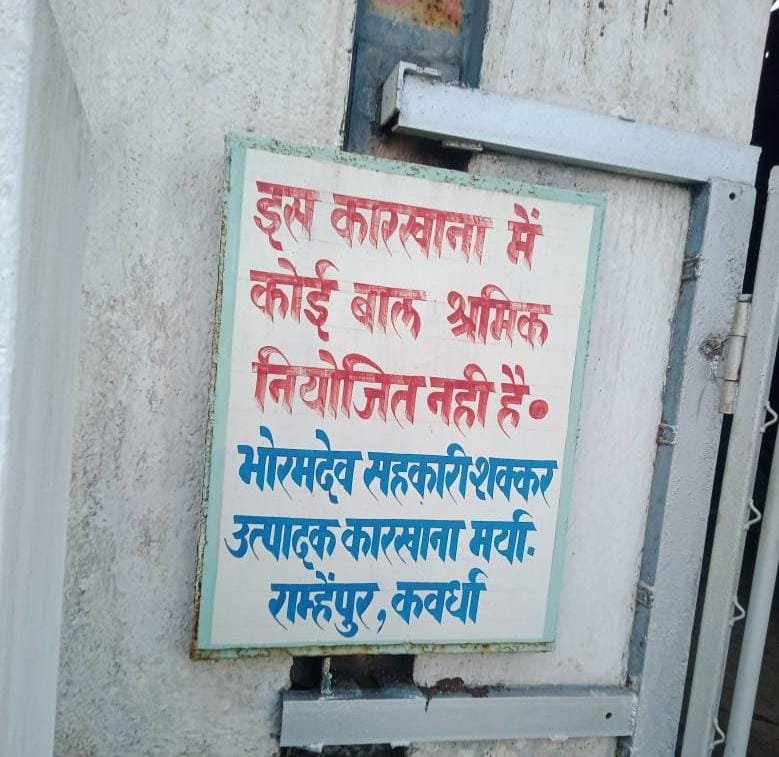 इस कारखाना में
कोई बाल श्रमिक
नियोजित नही है•
भोरमदेव सहकारी शक्कर
उत्पादक कारखाना मर्या.
राम्हेंपुर, कवर्धा